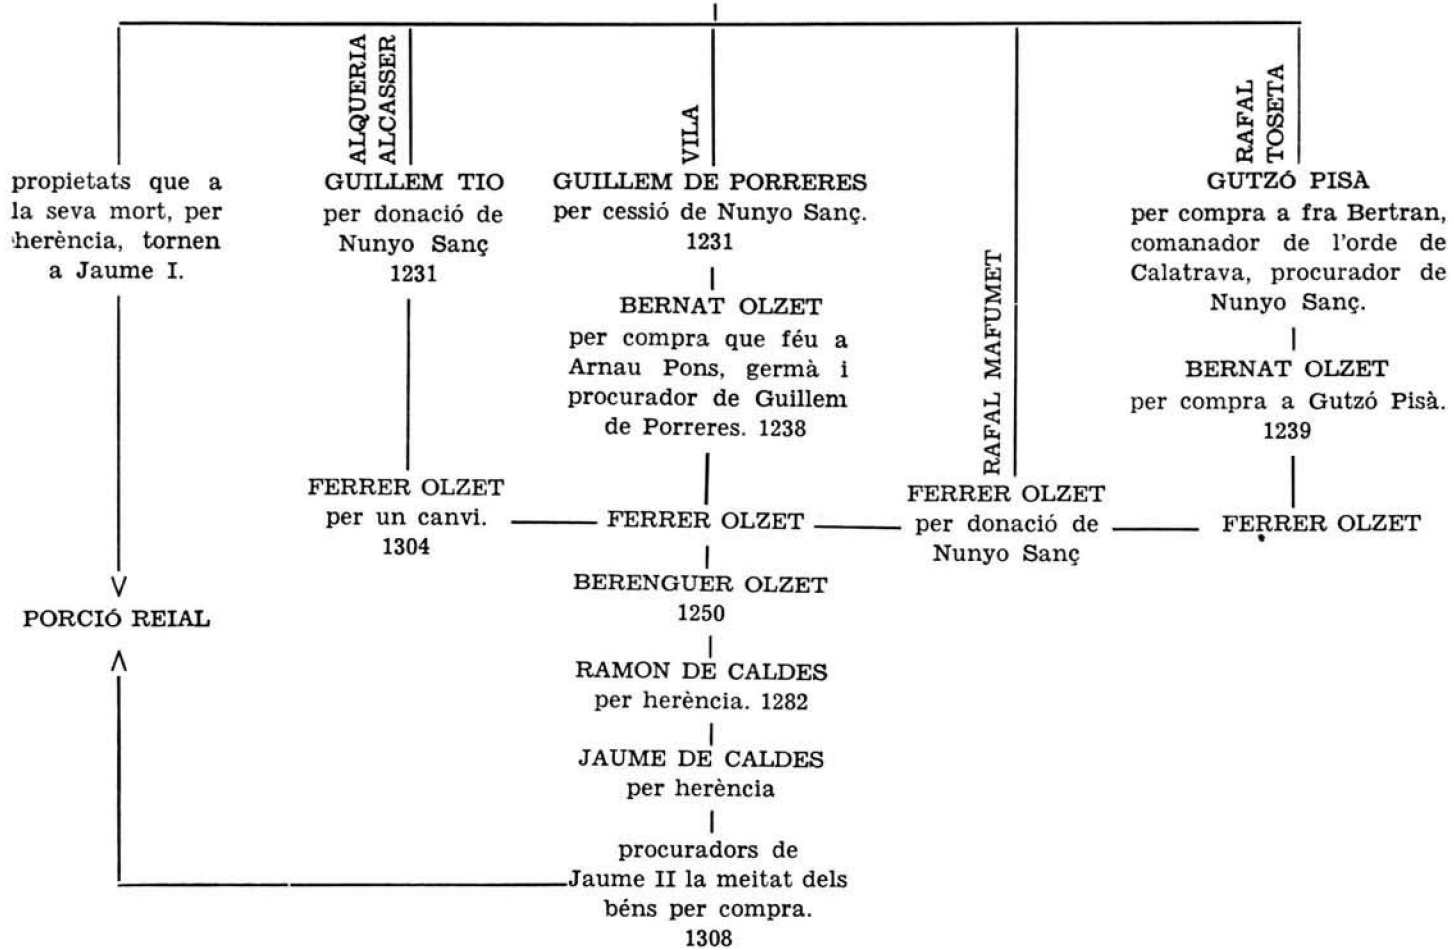 propietats que a
la seva mort, per
herència, tornen
a Jaume I.
PORCIÓ REIAL
ALQUERIA
ALCASSER
GUILLEM TIO
per donació de
Nunyo Sanç
1231
FERRER OLZET
per un canvi.
1304
VILA
GUILLEM DE PORRERES
per cessió de Nunyo Sanç.
1231
BERNAT OLZET
per compra que féu a
Arnau Pons, germà i
procurador de Guillem
de Porreres. 1238
FERRER OLZET
BERENGUER OLZET
1250
RAMON DE CALDES
per herència. 1282
JAUME DE CALDES
per herència
procuradors de
Jaume II la meitat dels
béns per compra.
1308
RAFAL MAFUMET
FERRER OLZET
per donació de
Nunyo Sanç
RAFAL
TOSETA
GUTZÓ PISÀ
per compra a fra Bertran,
comanador de l'orde de
Calatrava, procurador de
Nunyo Sanç.
BERNAT OLZET
per compra a Gutzó Pisà.
1239
FERRER OLZET